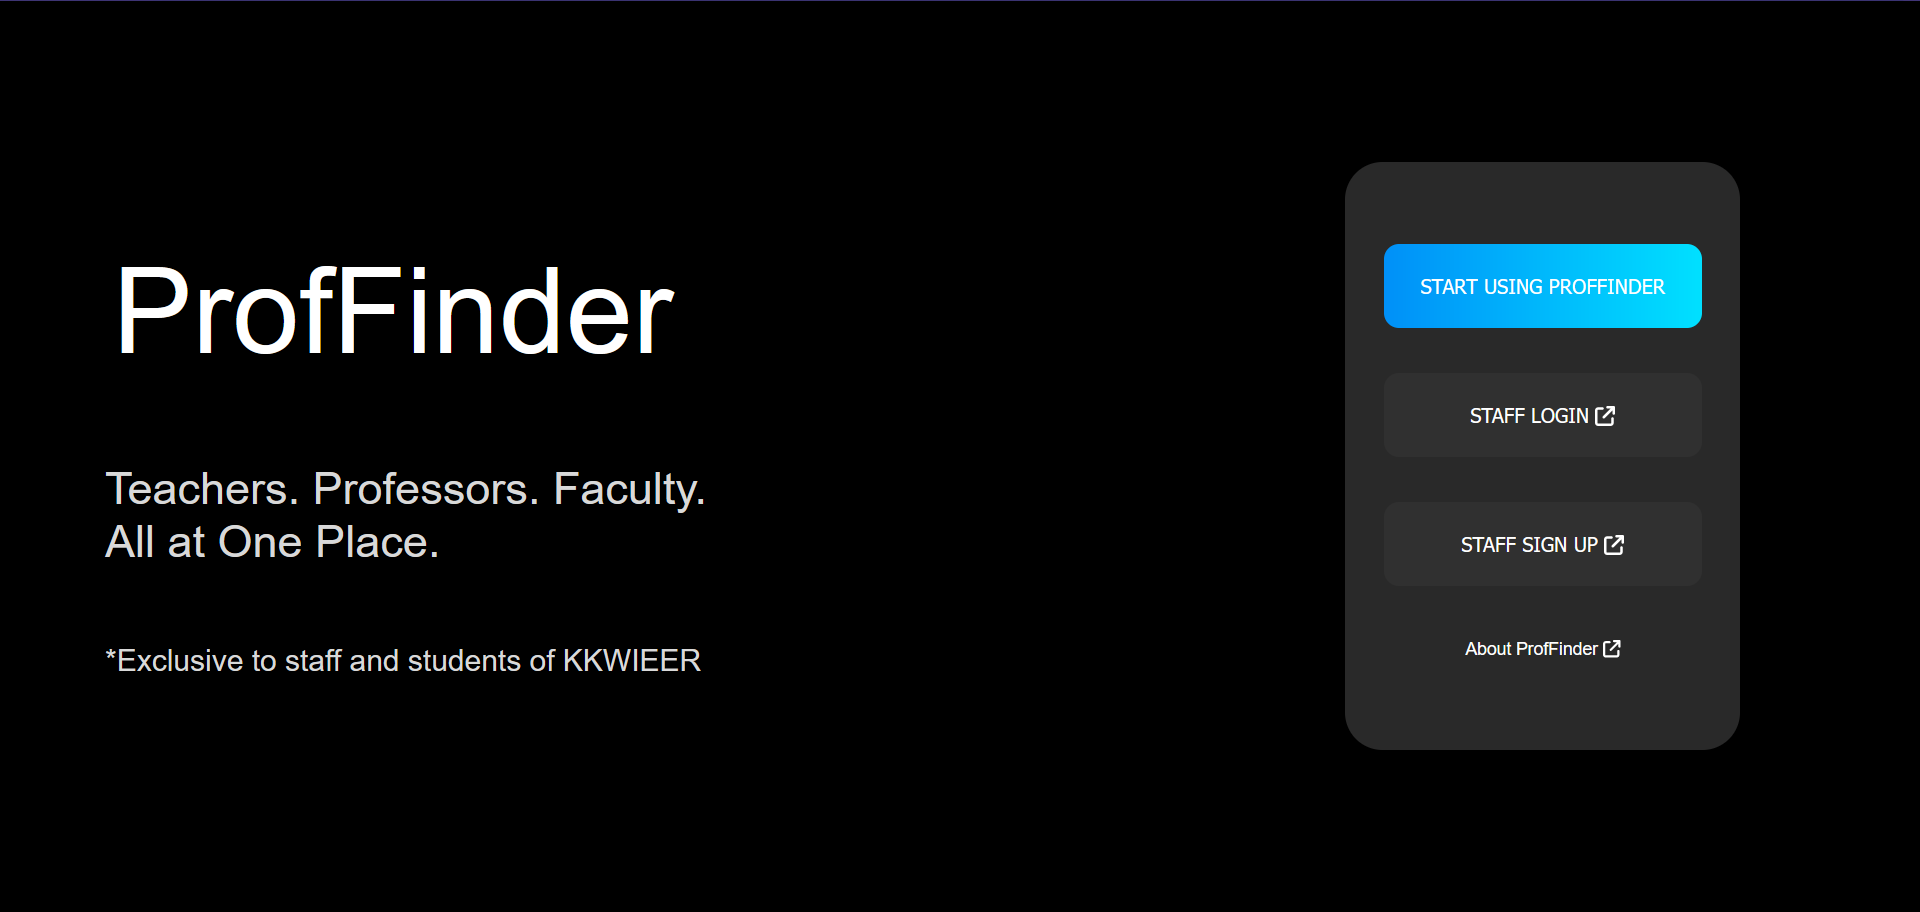 ProfFinder
Teachers. Professors. Faculty.
All at One Place.
*Exclusive to staff and students of KKWIEER
START USING PROFFINDER
STAFF LOGIN
STAFF SIGN UP
About ProfFinder